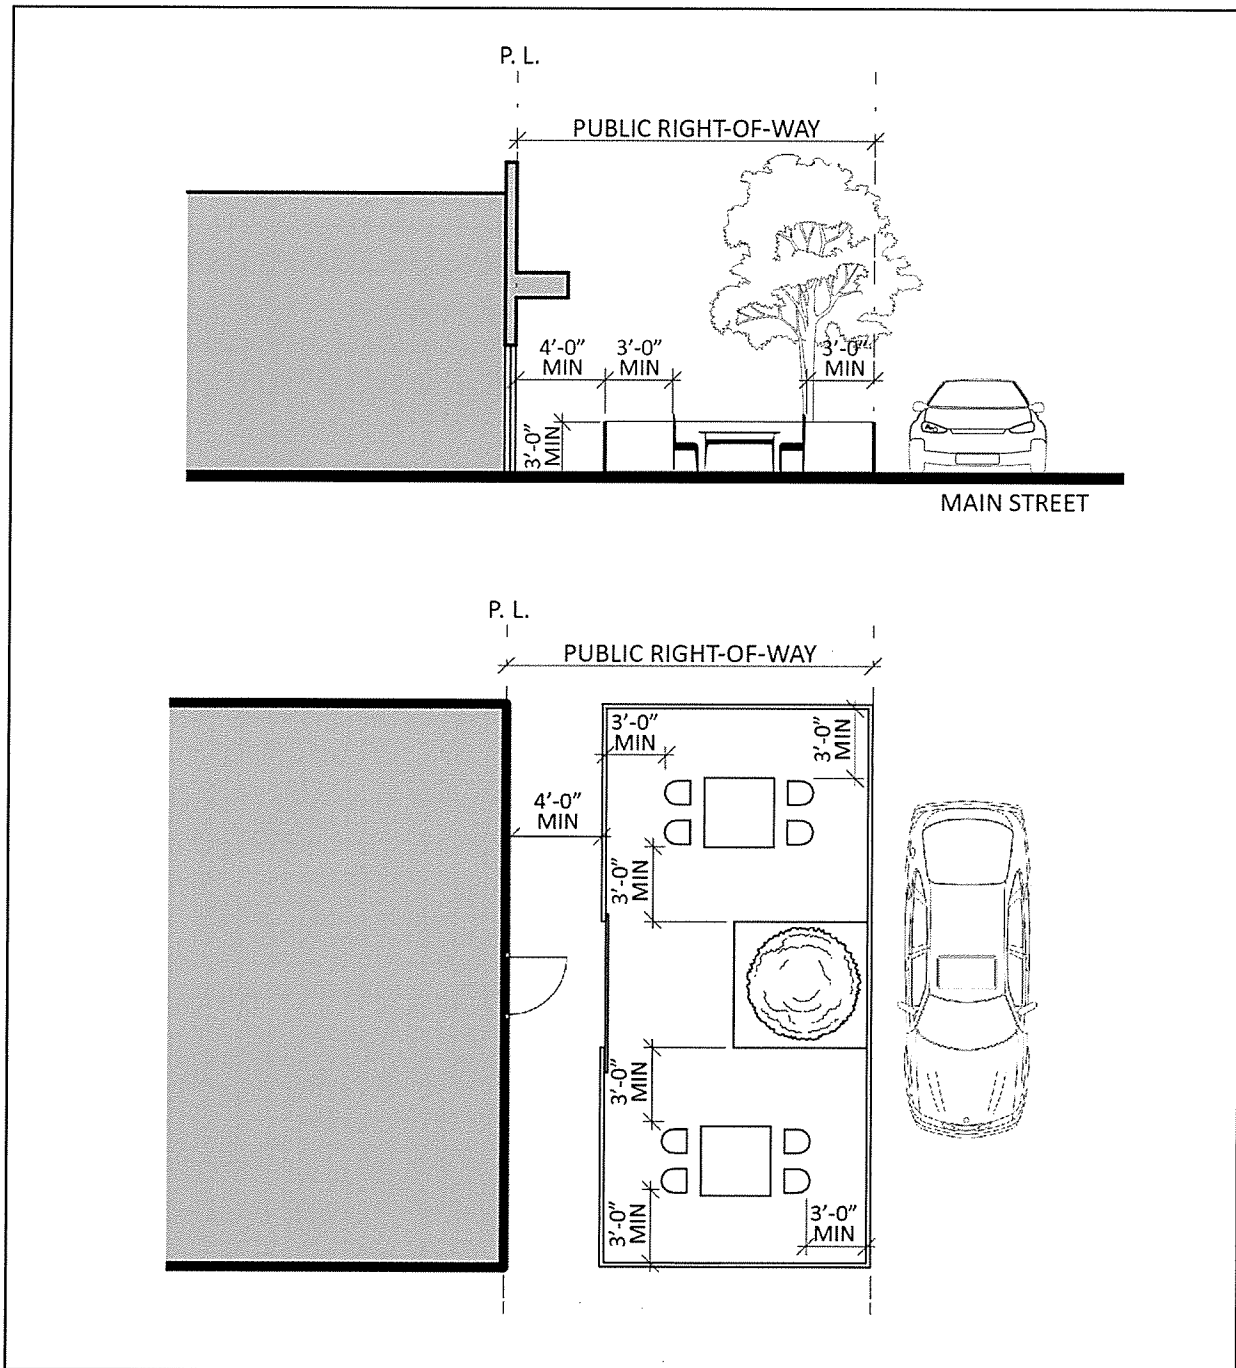 P. L.
PUBLIC RIGHT-OF-WAY
4’-0”
MIN
3’-0”
MIN
3’-0”
MIN
3’-0”
MIN
MAIN STREET
P. L.
PUBLIC RIGHT-OF-WAY
3’-0”
MIN
3’-0”
MIN
4’-0”
MIN
3’-0”
MIN
3’-0”
MIN
3’-0”
MIN
3’-0”
MIN